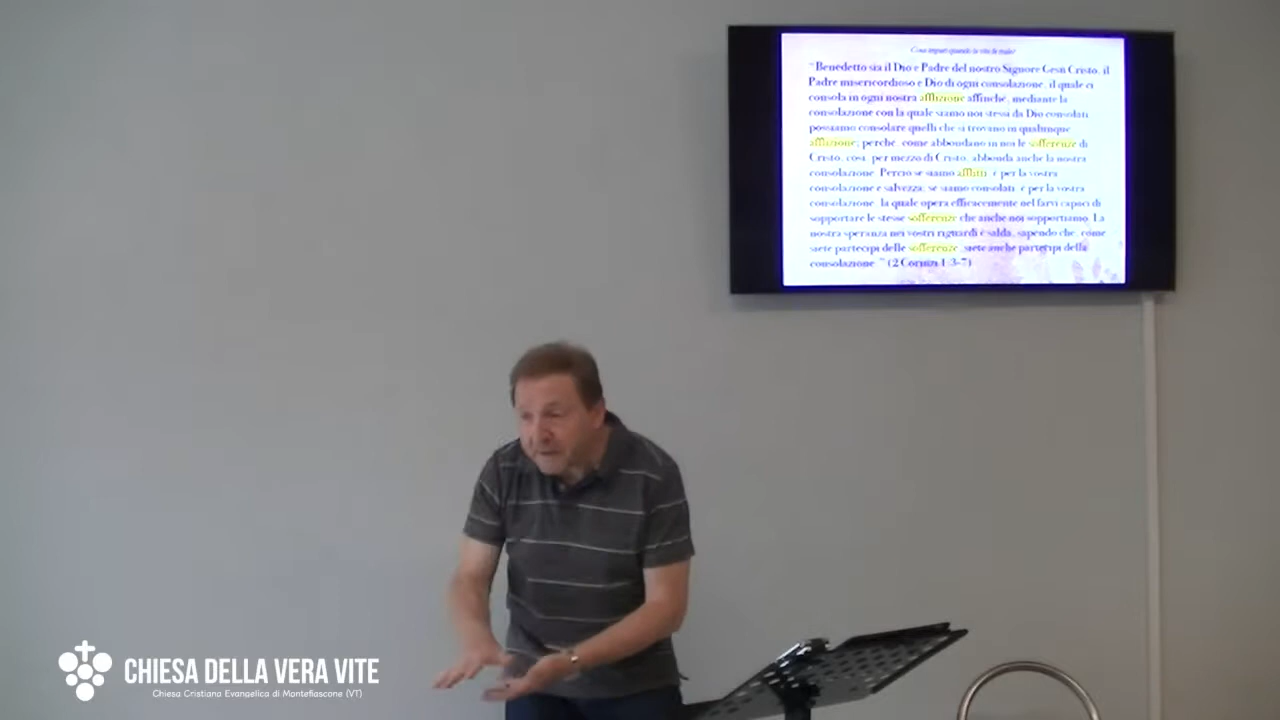 Cosa impari quando la vita fa male?
“Benedetto sia il Dio e Padre del nostro Signore Gesù Cristo, il
Padre misericordioso e Dio di ogni consolazione, il quale ci
consola in ogni nostra afflizione affinché, mediante la
consolazione con la quale siamo noi stessi da Dio consolati
possiamo consolare quelli che si trovano in qualunque
afflizione; perché, come abbondano in noi le sofferenze di
Cristo, così, per mezzo di Cristo, abbonda anche la nostra
consolazione. Perciò se siamo afflitti, è per la vostra
consolazione e salvezza; se siamo consolati, è per la vostra
consolazione, la quale opera efficacemente nel farvi capaci di
sopportare le stesse sofferenze che anche noi sopportiamo. La
nostra speranza nei vostri riguardi è salda, sapendo che, come
siete partecipi delle sofferenze, siete anche partecipi della
consolazione.” (2 Corinzi 1:3-7)
CHIESA DELLA VERA VITE
Chiesa Cristiana Evangelica di Montefiascone (VT)